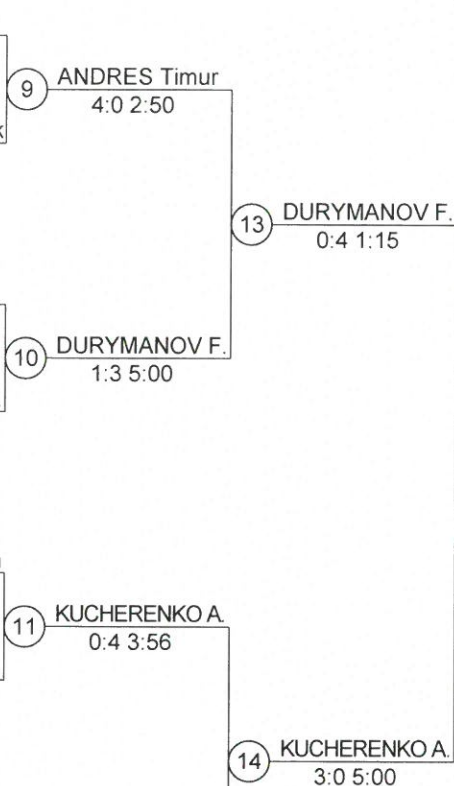 9 ANDRES Timur
4:0 2:50
13 DURYMANOV F.
0:4 1:15
10 DURYMANOV F.
1:3 5:00
11 KUCHERENKO A.
0:4 3:56
14 KUCHERENKO A.
3:0 5:00